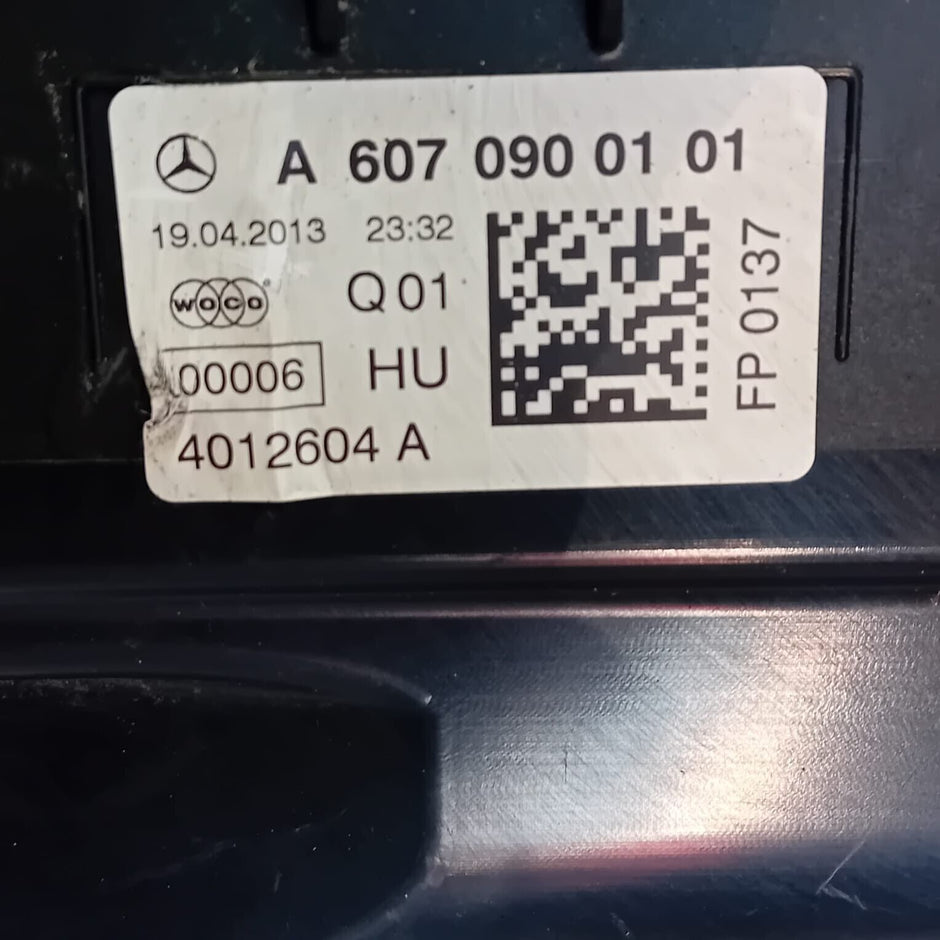 A 607 090 01 01
19.04.2013 23:32
woco® Q 01
00006 HU
4012604 A
FP 0137